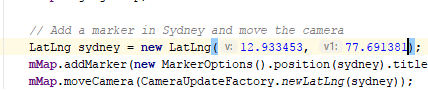 // Add a marker in Sydney and move the camera
LatLng sydney = new LatLng( v: 12.933453, v1: 77.691381);
mMap.addMarker(new MarkerOptions().position(sydney).title
mMap.moveCamera(CameraUpdateFactory.newLatLng(sydney));